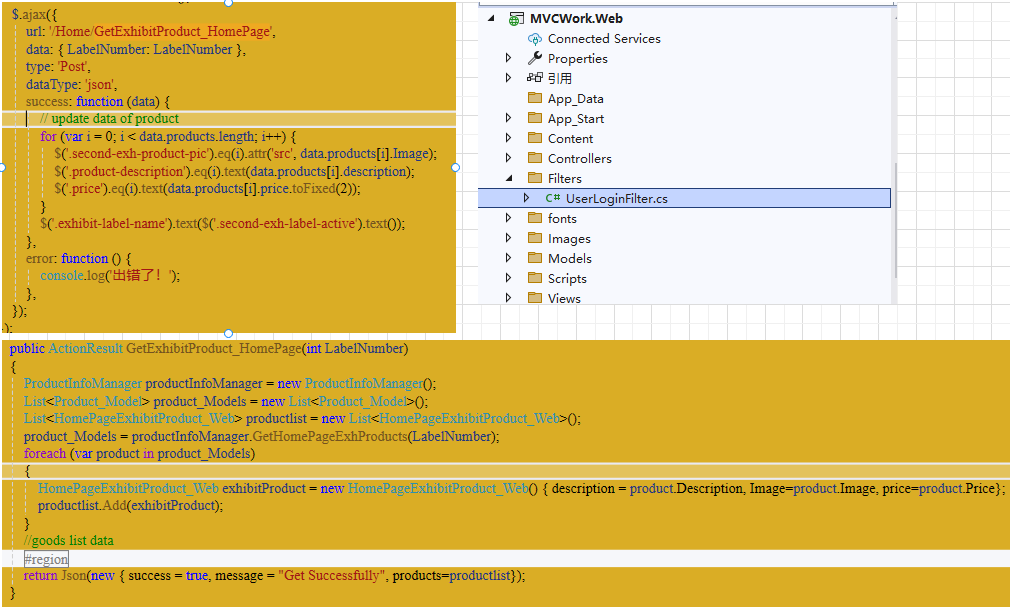 $.ajax({
url: '/Home/GetExhibitProduct_HomePage',
data: { LabelNumber: LabelNumber },
type: 'Post',
dataType: 'json',
success: function (data) {
// update data of product
for (var i = 0; i < data.products.length; i++) {
$('.second-exh-product-pic').eq(i).attr('src', data.products[i].Image);
$('.product-description').eq(i).text(data.products[i].description);
$('.price').eq(i).text(data.products[i].price.toFixed(2));
}
$('.exhibit-label-name').text($('.second-exh-label-active').text());
},
error: function () {
console.log('出错了！');
},
});
);
MVCWork.Web
Connected Services
Properties
引用
App_Data
App_Start
Content
Controllers
Filters
C# UserLoginFilter.cs
fonts
Images
Models
Scripts
Views
public ActionResult GetExhibitProduct_HomePage(int LabelNumber)
{
ProductInfoManager productInfoManager = new ProductInfoManager();
List<Product_Model> product_Models = new List<Product_Model>();
List<HomePageExhibitProduct_Web> productlist = new List<HomePageExhibitProduct_Web>();
product_Models = productInfoManager.GetHomePageExhProducts(LabelNumber);
foreach (var product in product_Models)
{
HomePageExhibitProduct_Web exhibitProduct = new HomePageExhibitProduct_Web() { description = product.Description, Image=product.Image, price=product.Price};
productlist.Add(exhibitProduct);
}
//goods list data
#region
return Json(new { success = true, message = "Get Successfully", products=productlist});
}